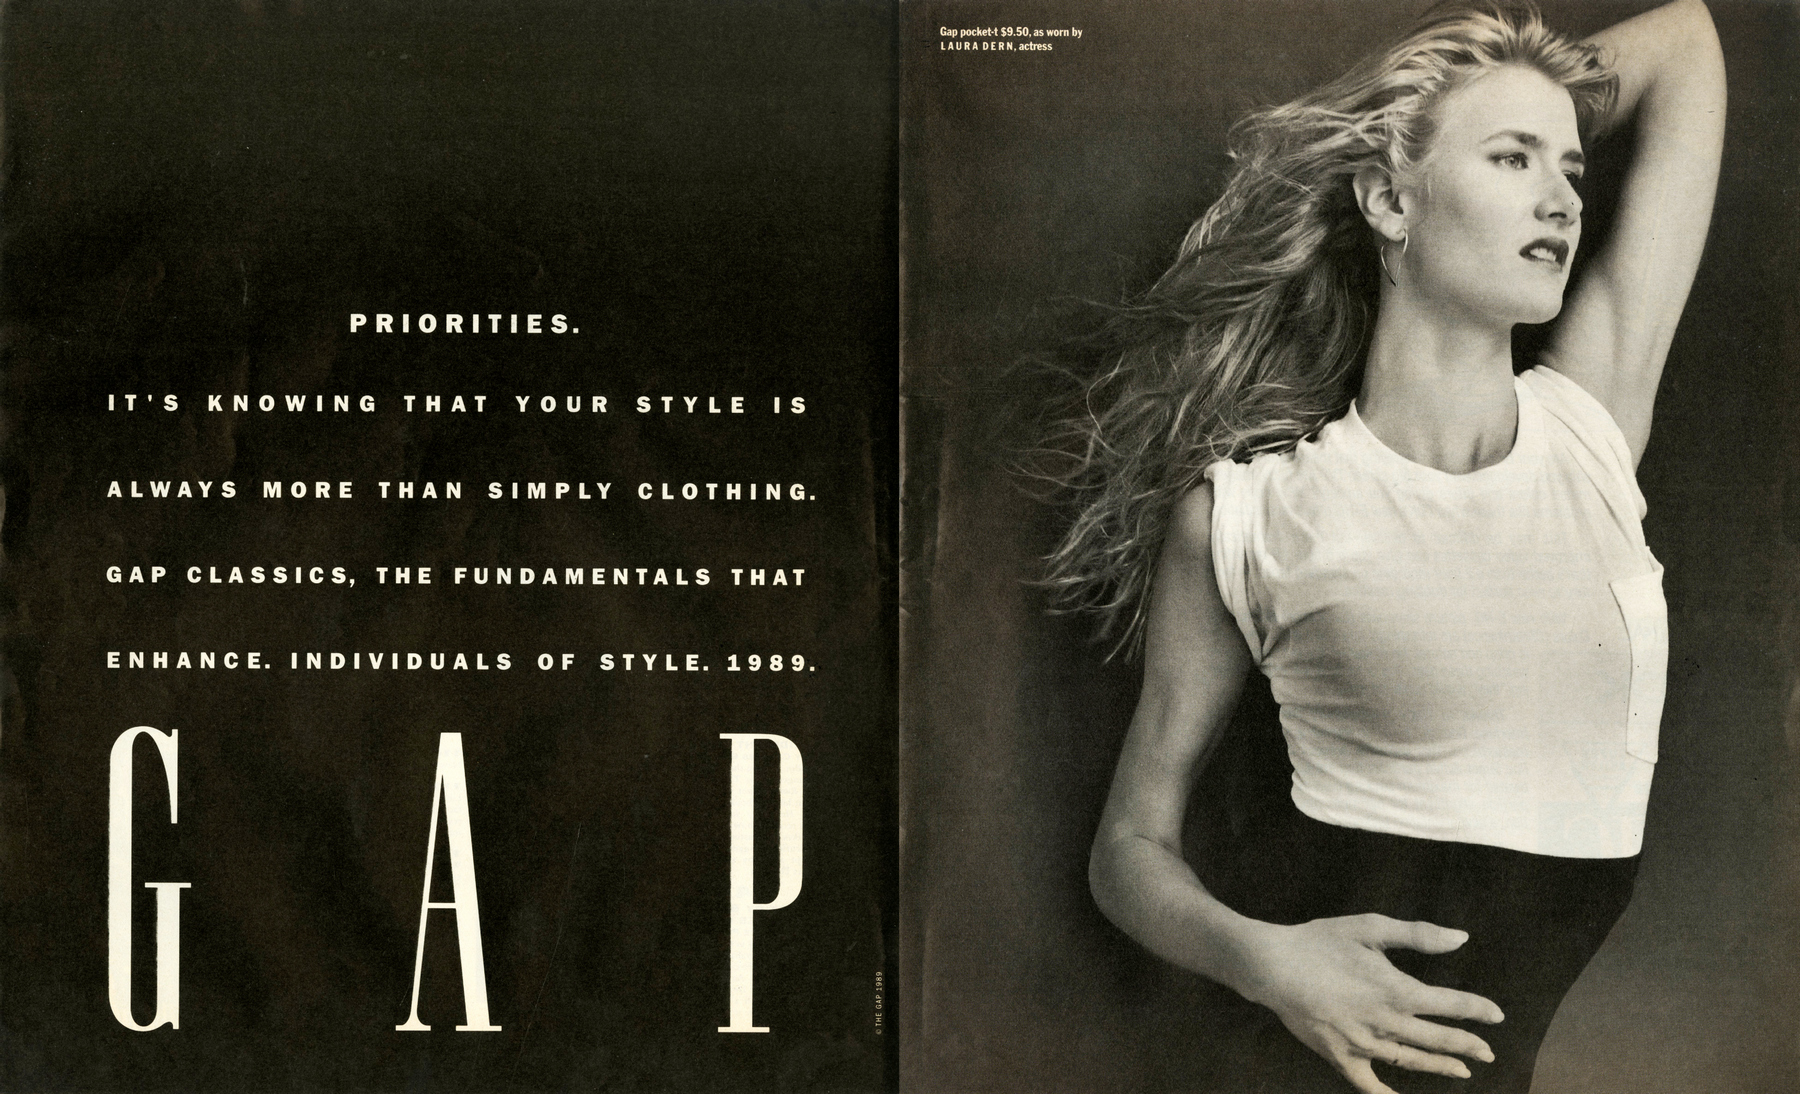 PRIORITIES.
IT'S KNOWING THAT YOUR STYLE IS
ALWAYS MORE THAN SIMPLY CLOTHING.
GAP CLASSICS, THE FUNDAMENTALS THAT
ENHANCE. INDIVIDUALS OF STYLE. 1989.
GAP
© THE GAP 1989
Gap pocket-t $9.50, as worn by
LAURA DERN, actress